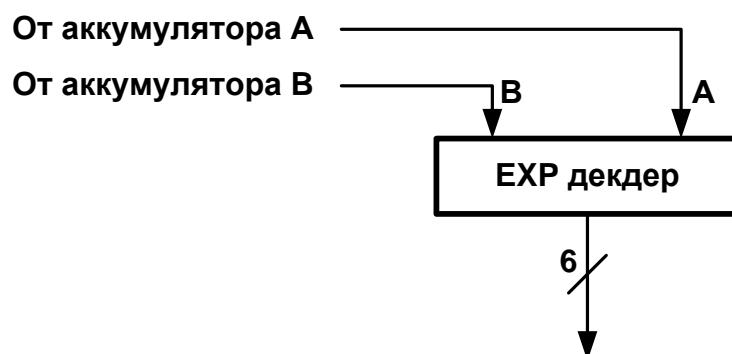 От аккумулятора А
От аккумулятора В
В
А
EXP декдер
6